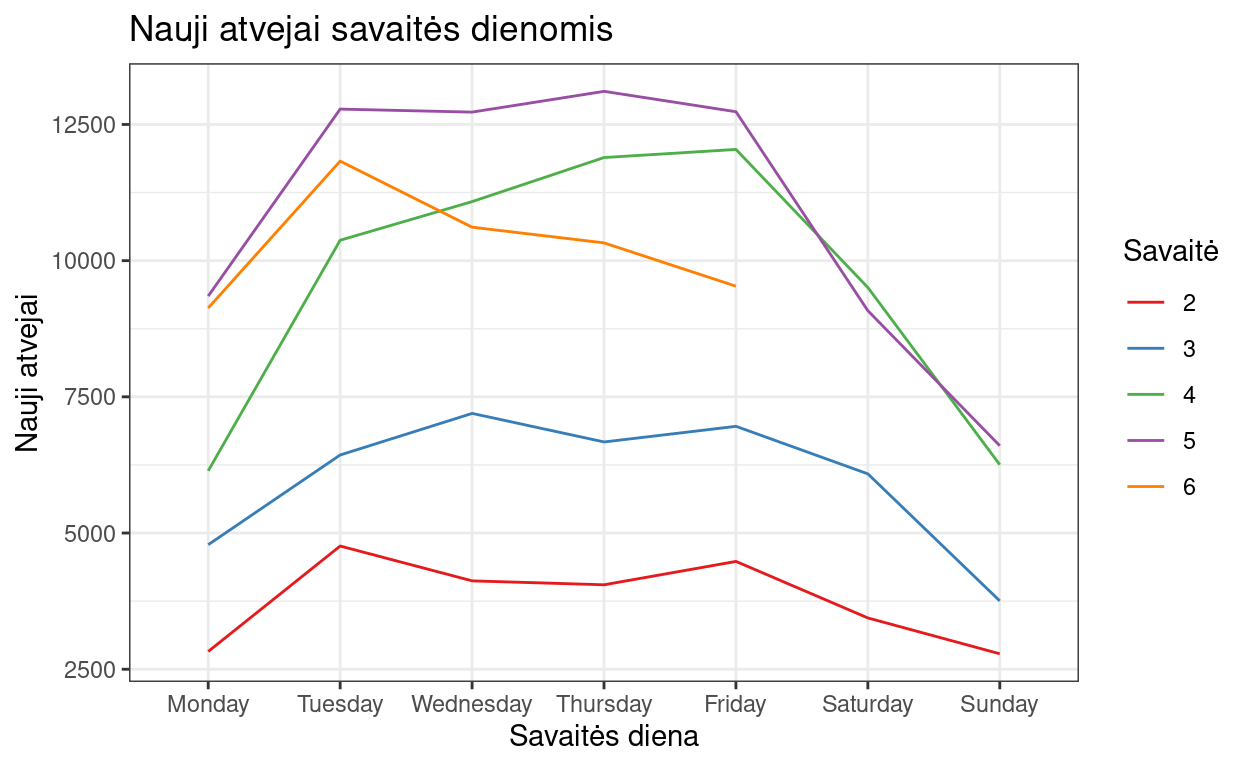 Nauji atvejai savaitės dienomis
Nauji atvejai
12500
10000
7500
5000
2500
Monday Tuesday Wednesday Thursday Friday Saturday Sunday
Savaitės diena
Savaitė
2
3
4
5
6